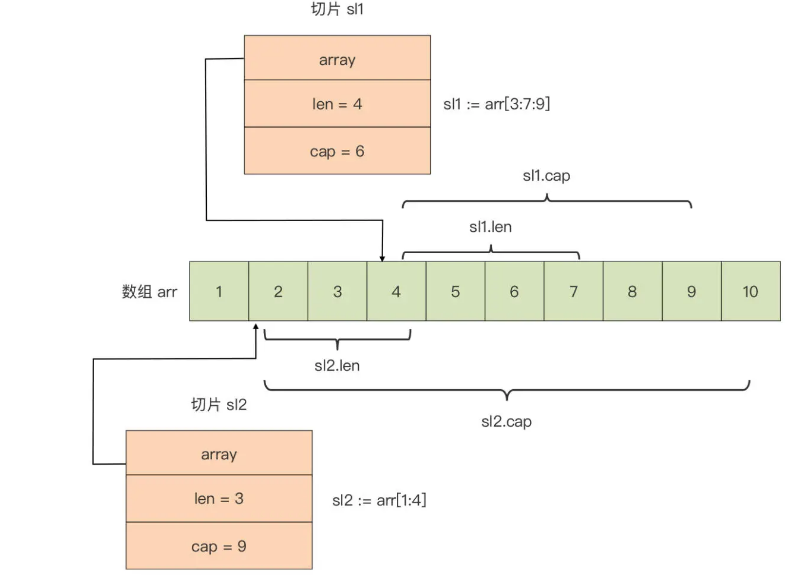 切片 sl1
array
len = 4
sl1 := arr[3:7:9]
cap = 6
sl1.cap
sl1.len
数组 arr
1 2 3 4 5 6 7 8 9 10
sl2.len
切片 sl2
sl2.cap
array
len = 3
sl2 := arr[1:4]
cap = 9